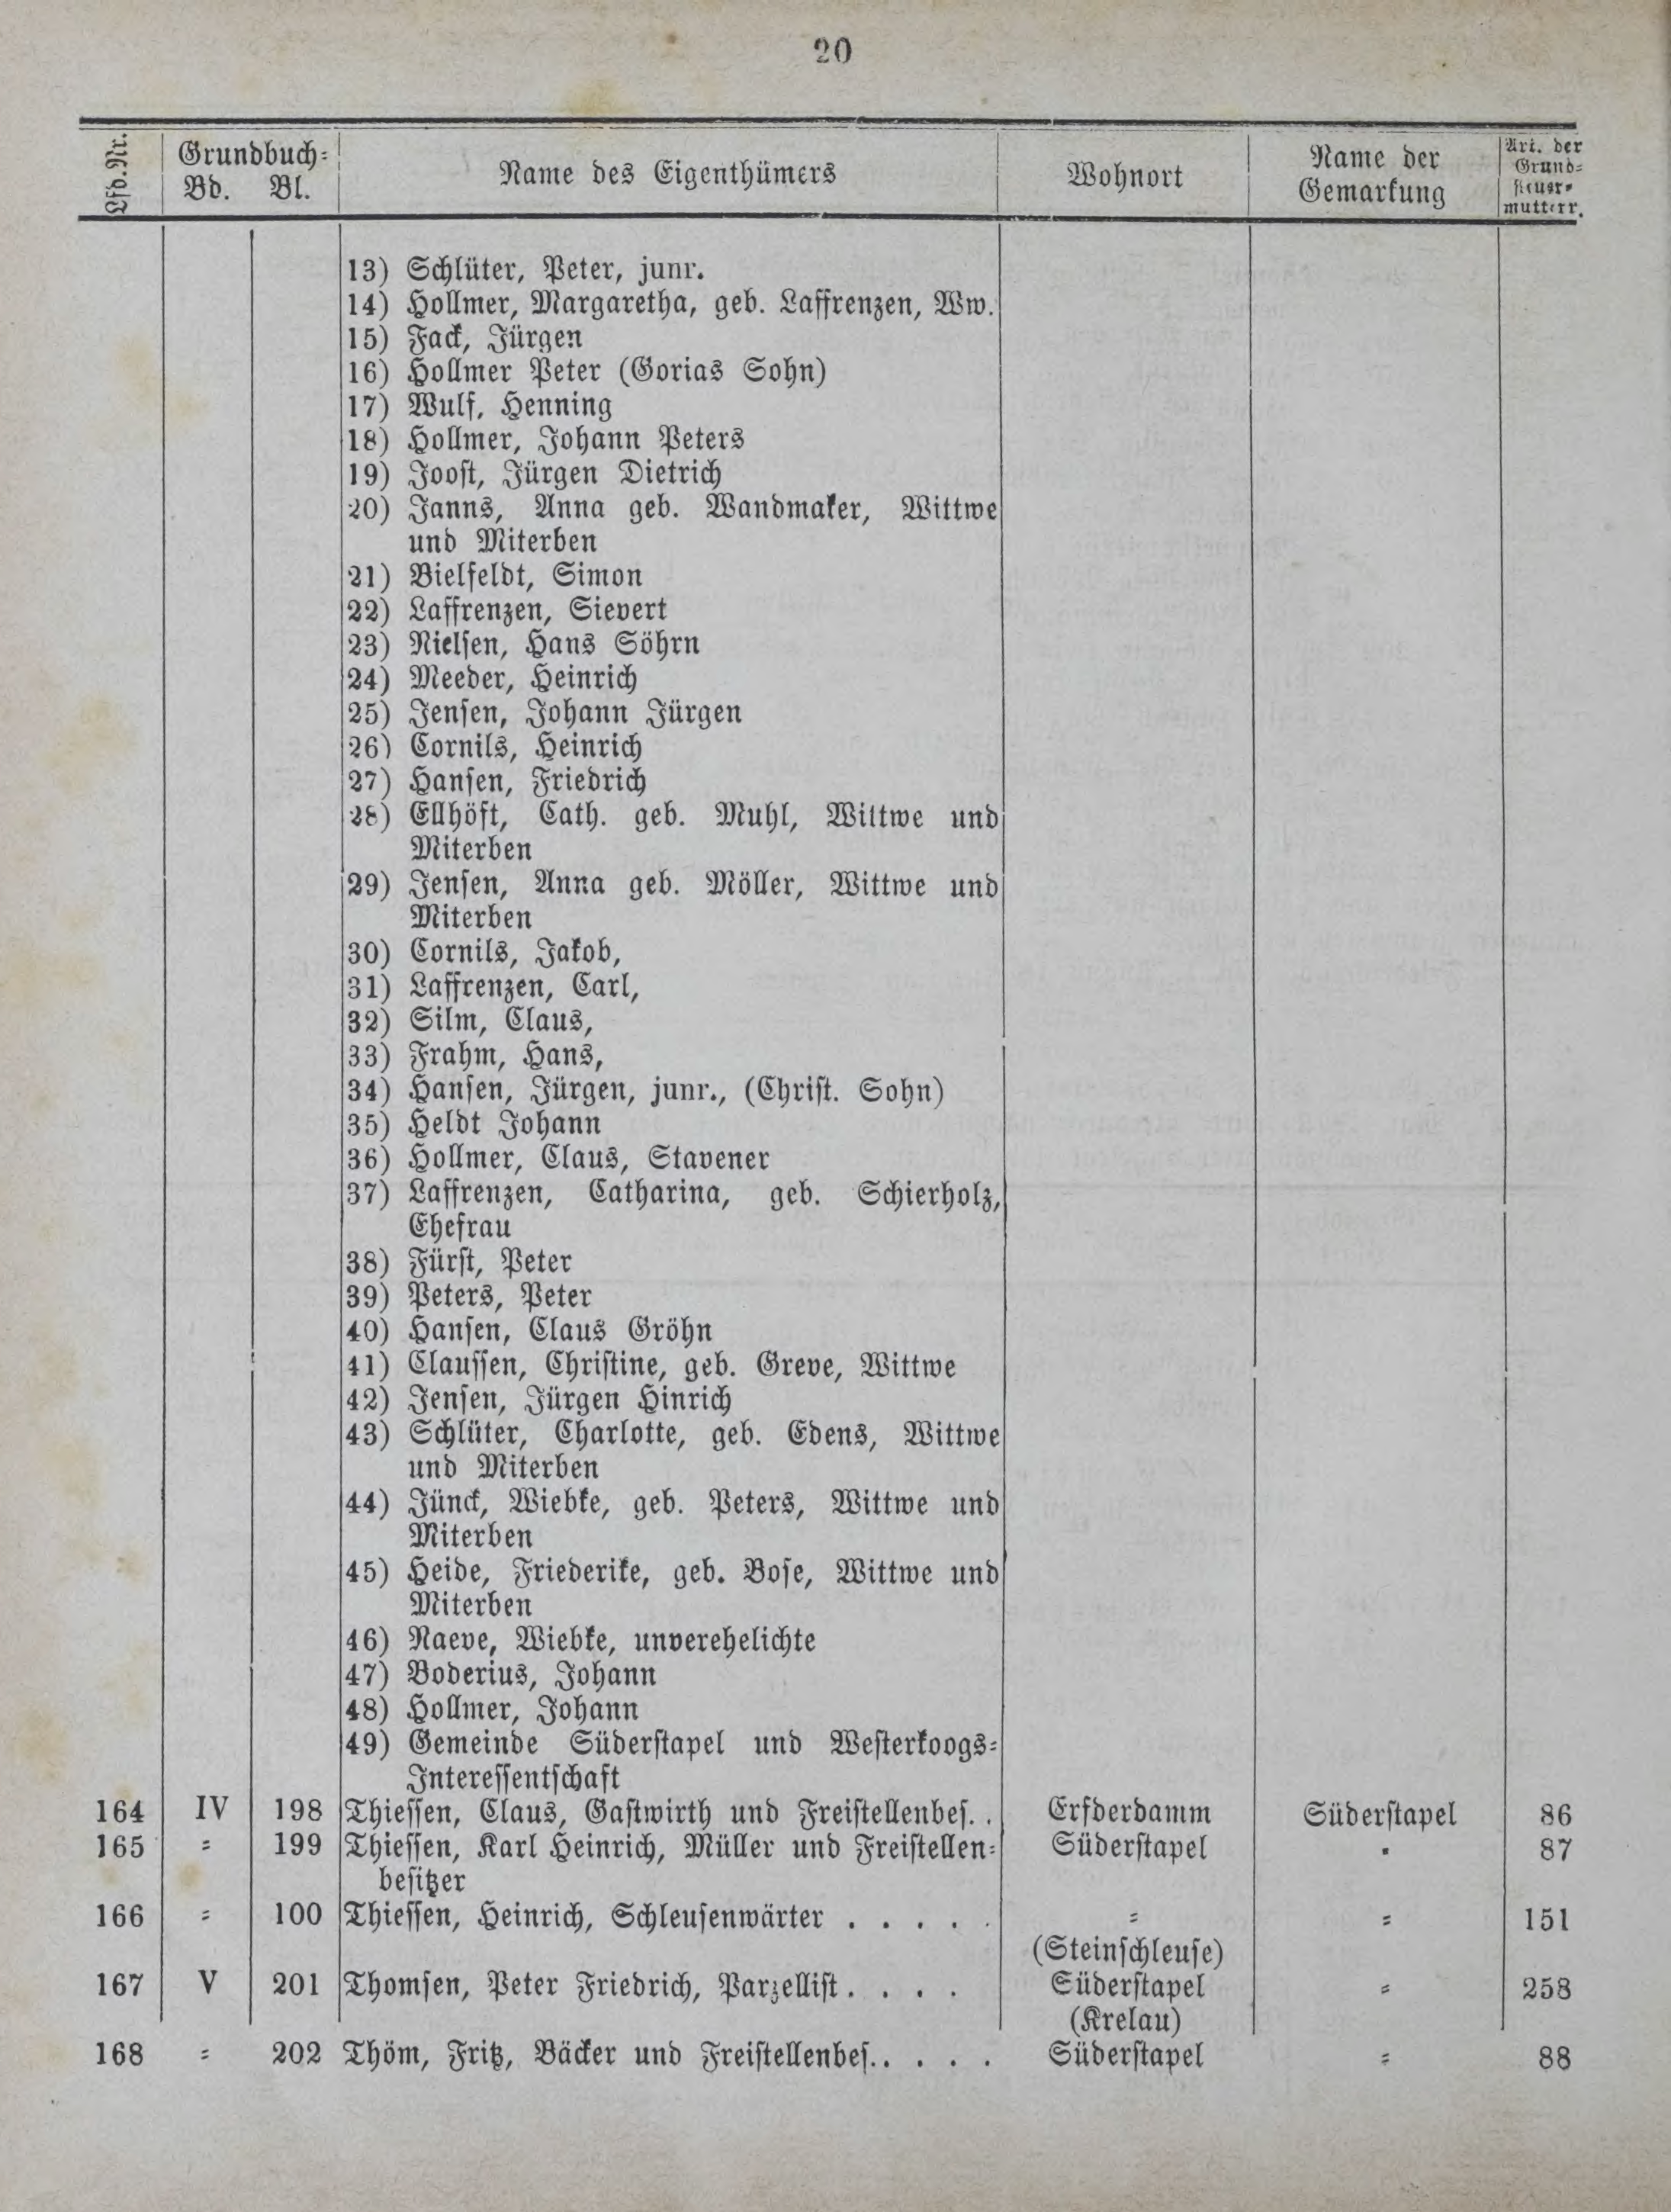 20
Lfd.Nr. Grundbuch= Name des Eigenthümers Wohnort Name der Gemarkung Art. der Grund=steuer=mutterr.
Bd. Bl.
13) Schlüter, Peter, junr.
14) Hollmer, Margaretha, geb. Laffrenzen, Ww.
15) Fack, Jürgen
16) Hollmer Peter (Gorias Sohn)
17) Wulf, Henning
18) Hollmer, Johann Peters
19) Joost, Jürgen Dietrich
20) Janns, Anna geb. Wandmaker, Wittwe
und Miterben
21) Bielfeldt, Simon
22) Laffrenzen, Sievert
23) Nielsen, Hans Söhrn
24) Meeder, Heinrich
25) Jensen, Johann Jürgen
26) Cornils, Heinrich
27) Hansen, Friedrich
28) Ellhöft, Cath. geb. Muhl, Wittwe und
Miterben
29) Jensen, Anna geb. Möller, Wittwe und
Miterben
30) Cornils, Jakob,
31) Laffrenzen, Carl,
32) Silm, Claus,
33) Frahm, Hans,
34) Hansen, Jürgen, junr., (Christ. Sohn)
35) Heldt Johann
36) Hollmer, Claus, Stavener
37) Laffrenzen, Catharina, geb. Schierholz,
Ehefrau
38) Fürst, Peter
39) Peters, Peter
40) Hansen, Claus Gröhn
41) Claussen, Christine, geb. Greve, Wittwe
42) Jensen, Jürgen Hinrich
43) Schlüter, Charlotte, geb. Edens, Wittwe
und Miterben
44) Jünck, Wiebke, geb. Peters, Wittwe und
Miterben
45) Heide, Friederike, geb. Bose, Wittwe und
Miterben
46) Naeve, Wiebke, unverehelichte
47) Boderius, Johann
48) Hollmer, Johann
49) Gemeinde Süderstapel und Westerkoogs=
Interessentschaft
164 IV 198 Thiessen, Claus, Gastwirth und Freistellenbes. . Erfderdamm Süderstapel 86
165 = 199 Thiessen, Karl Heinrich, Müller und Freistellen= Süderstapel = 87
besitzer
166 = 100 Thiessen, Heinrich, Schleusenwärter . . . . . = = 151
(Steinschleuse)
167 V 201 Thomsen, Peter Friedrich, Parzellist . . . . Süderstapel = 258
(Krelau)
168 = 202 Thöm, Fritz, Bäcker und Freistellenbes. . . . . Süderstapel = 88